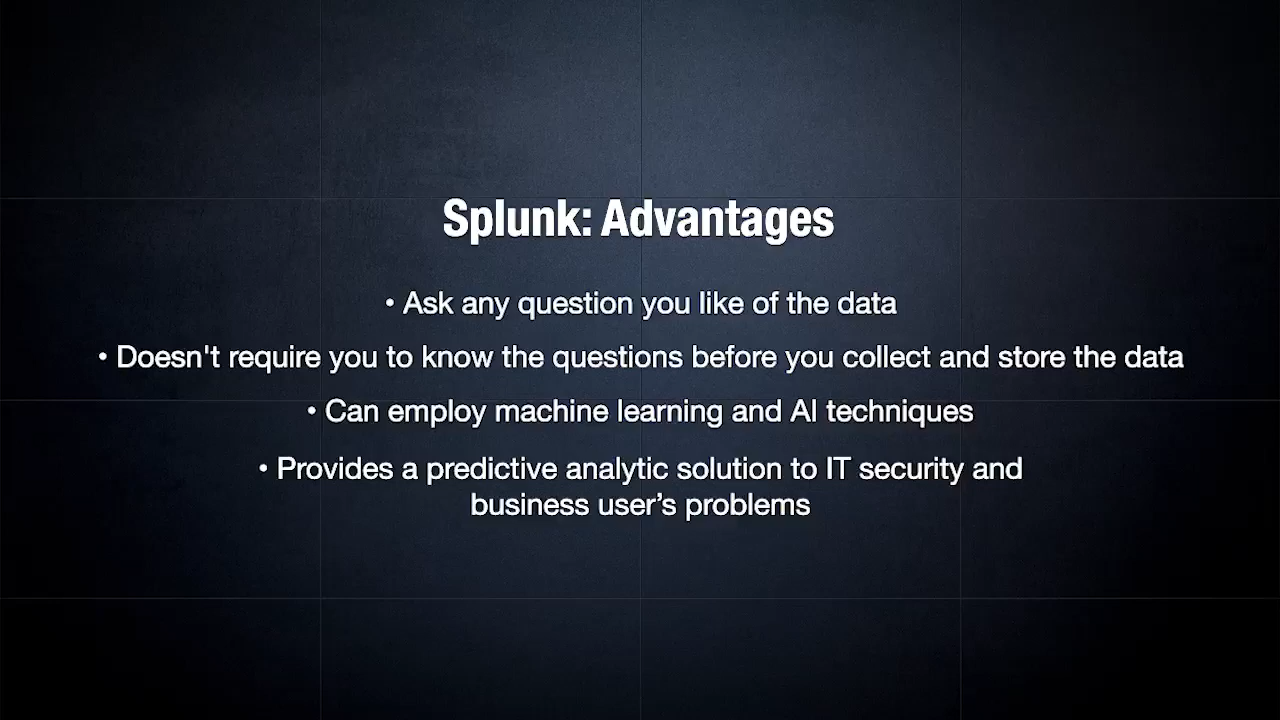 Splunk: Advantages
• Ask any question you like of the data
• Doesn't require you to know the questions before you collect and store the data
• Can employ machine learning and AI techniques
• Provides a predictive analytic solution to IT security and
business user’s problems